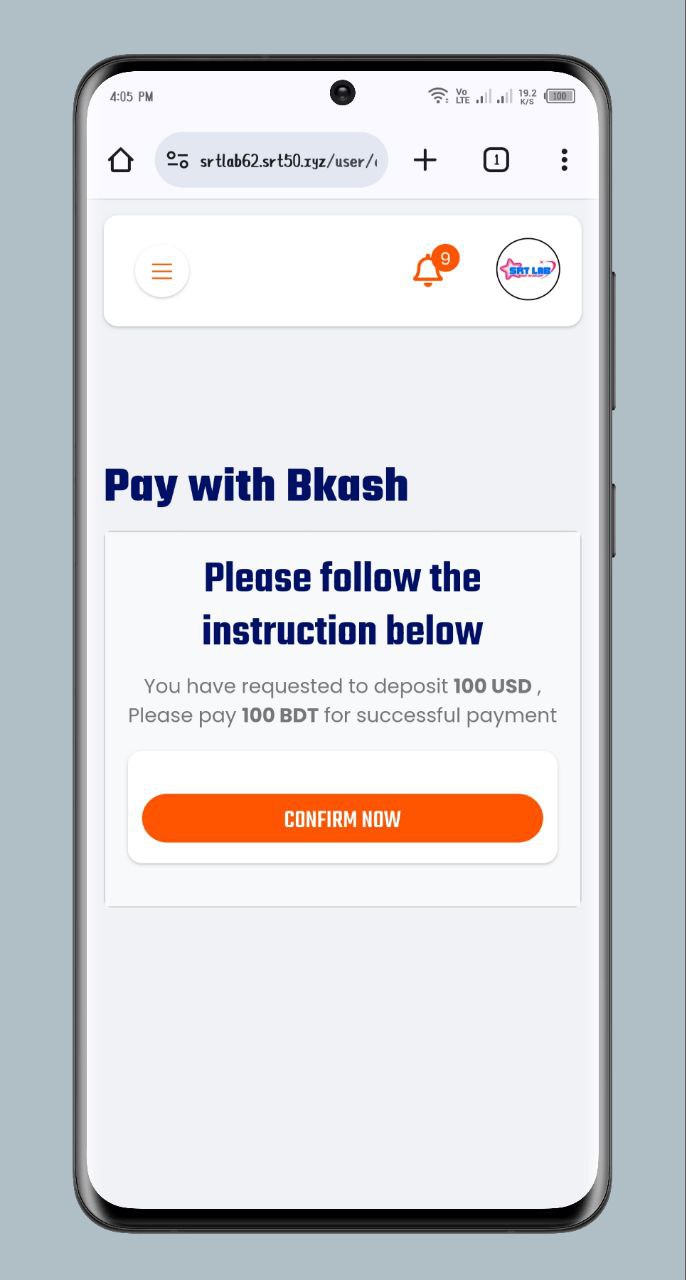 4:05 PM
Vo
LTE
19.2
K/S
100
srtlab62.srt50.xyz/user/
1
9
SRT LAB
Pay with Bkash
Please follow the
instruction below
You have requested to deposit 100 USD ,
Please pay 100 BDT for successful payment
CONFIRM NOW